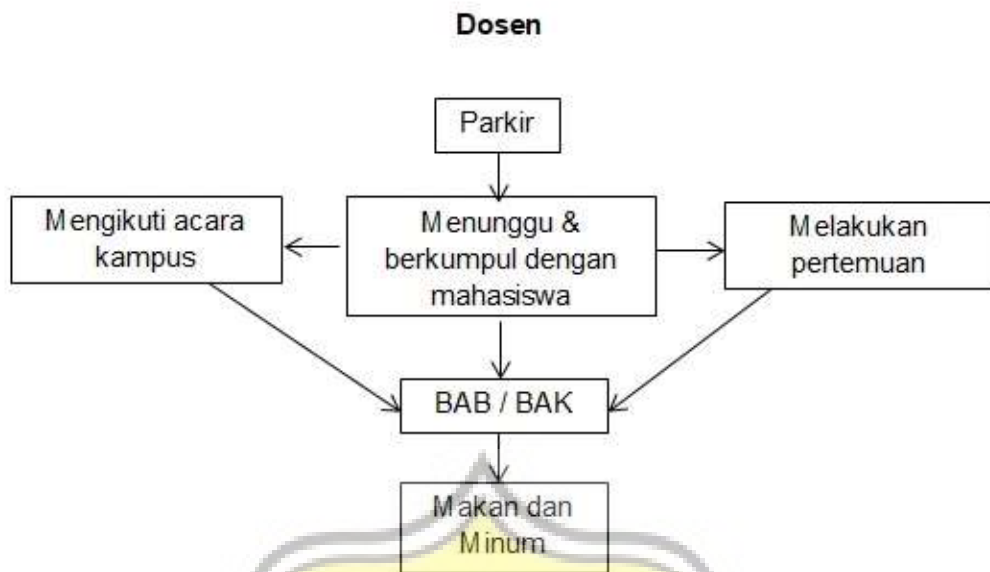 Dosen
Parkir
Mengikuti acara
kampus
Menunggu &
berkumpul dengan
mahasiswa
Melakukan
pertemuan
BAB / BAK
Makan dan
Minum